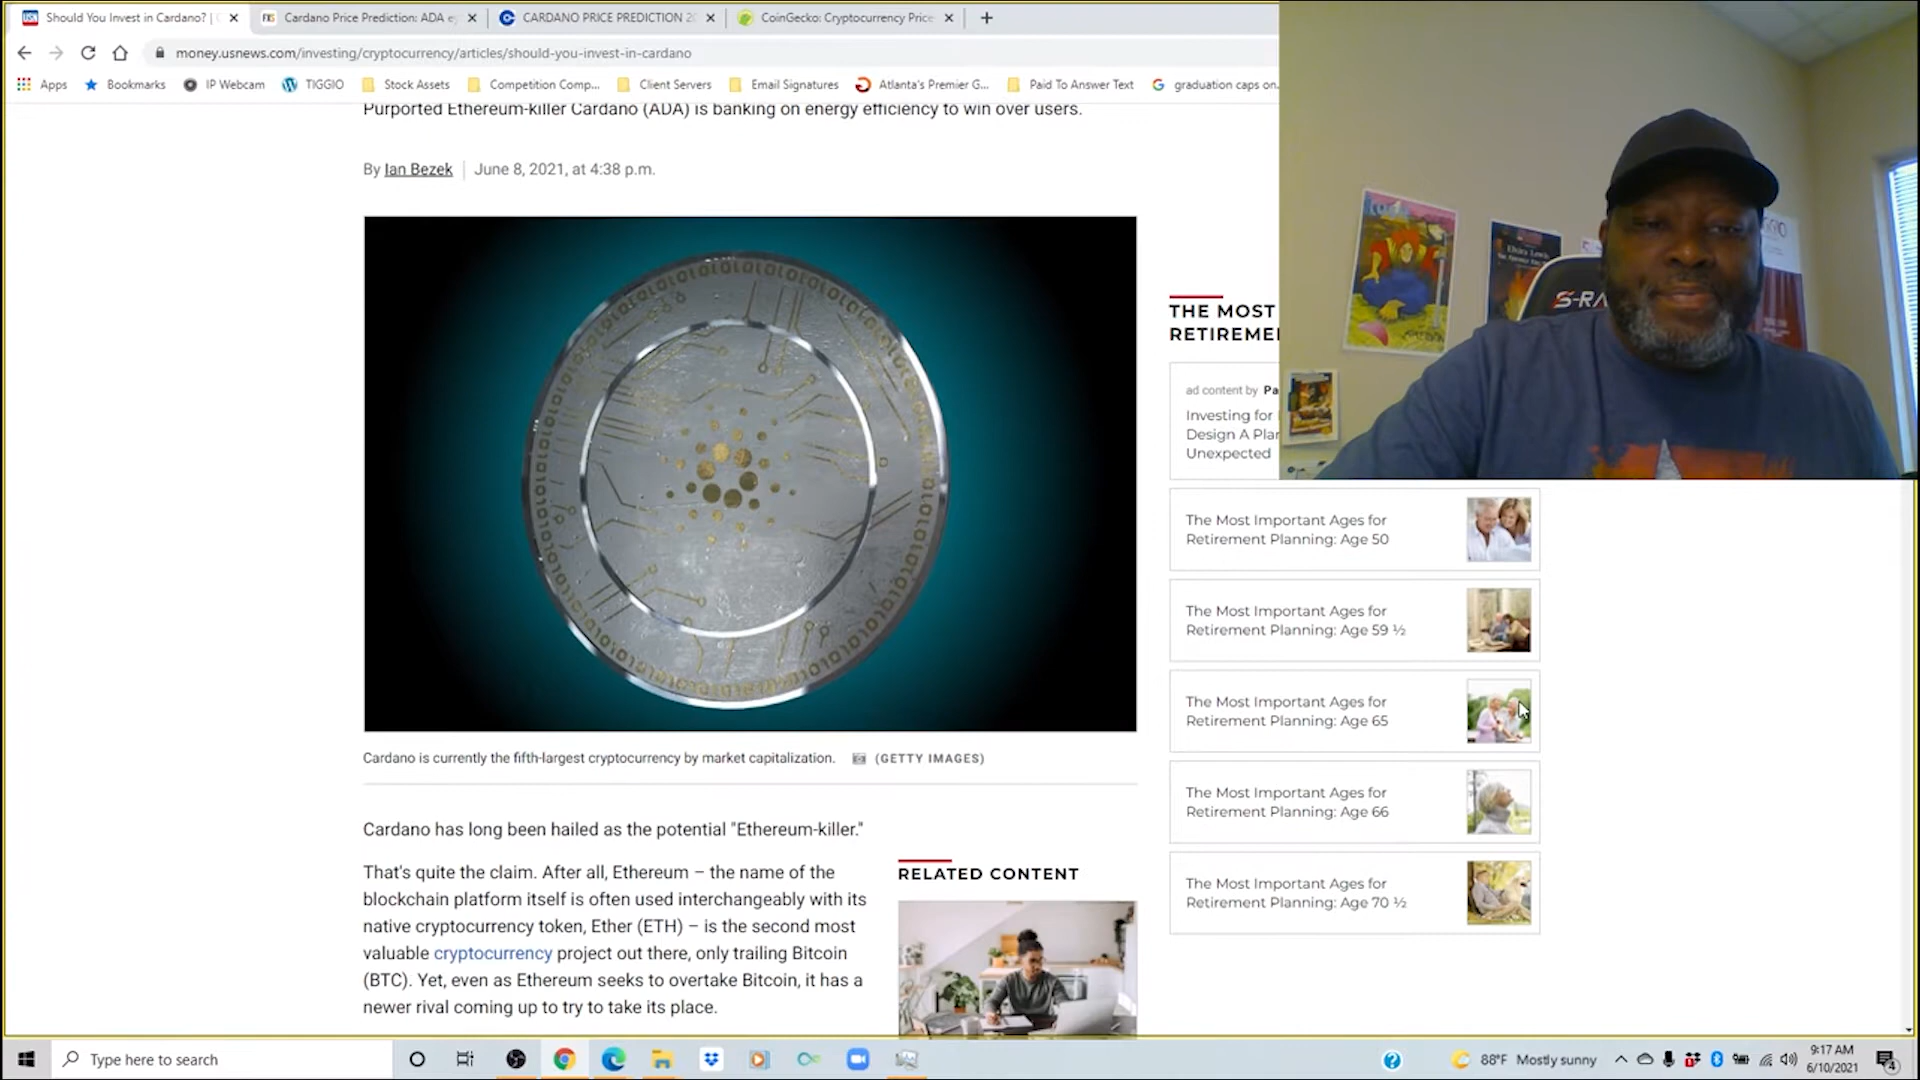 Should You Invest in Cardano? |
Cardano Price Prediction: ADA e
CARDANO PRICE PREDICTION 2
CoinGecko: Cryptocurrency Price
money.usnews.com/investing/cryptocurrency/articles/should-you-invest-in-cardano
Apps
Bookmarks
IP Webcam
TIGGIO
Stock Assets
Competition Comp...
Client Servers
Email Signatures
Atlanta's Premier G...
Paid To Answer Text
graduation caps on...
Purported Ethereum-killer Cardano (ADA) is banking on energy efficiency to win over users.
By Ian Bezek | June 8, 2021, at 4:38 p.m.
THE MOST
RETIREME
ad content by Pa
Investing for
Design A Plan
Unexpected
S-RA
The Most Important Ages for
Retirement Planning: Age 50
The Most Important Ages for
Retirement Planning: Age 59 ½
The Most Important Ages for
Retirement Planning: Age 65
The Most Important Ages for
Retirement Planning: Age 66
The Most Important Ages for
Retirement Planning: Age 70 ½
Cardano is currently the fifth-largest cryptocurrency by market capitalization. (GETTY IMAGES)
Cardano has long been hailed as the potential "Ethereum-killer."
That's quite the claim. After all, Ethereum – the name of the
blockchain platform itself is often used interchangeably with its
native cryptocurrency token, Ether (ETH) – is the second most
valuable cryptocurrency project out there, only trailing Bitcoin
(BTC). Yet, even as Ethereum seeks to overtake Bitcoin, it has a
newer rival coming up to try to take its place.
RELATED CONTENT
Type here to search
88°F Mostly sunny
9:17 AM
6/10/2021
4